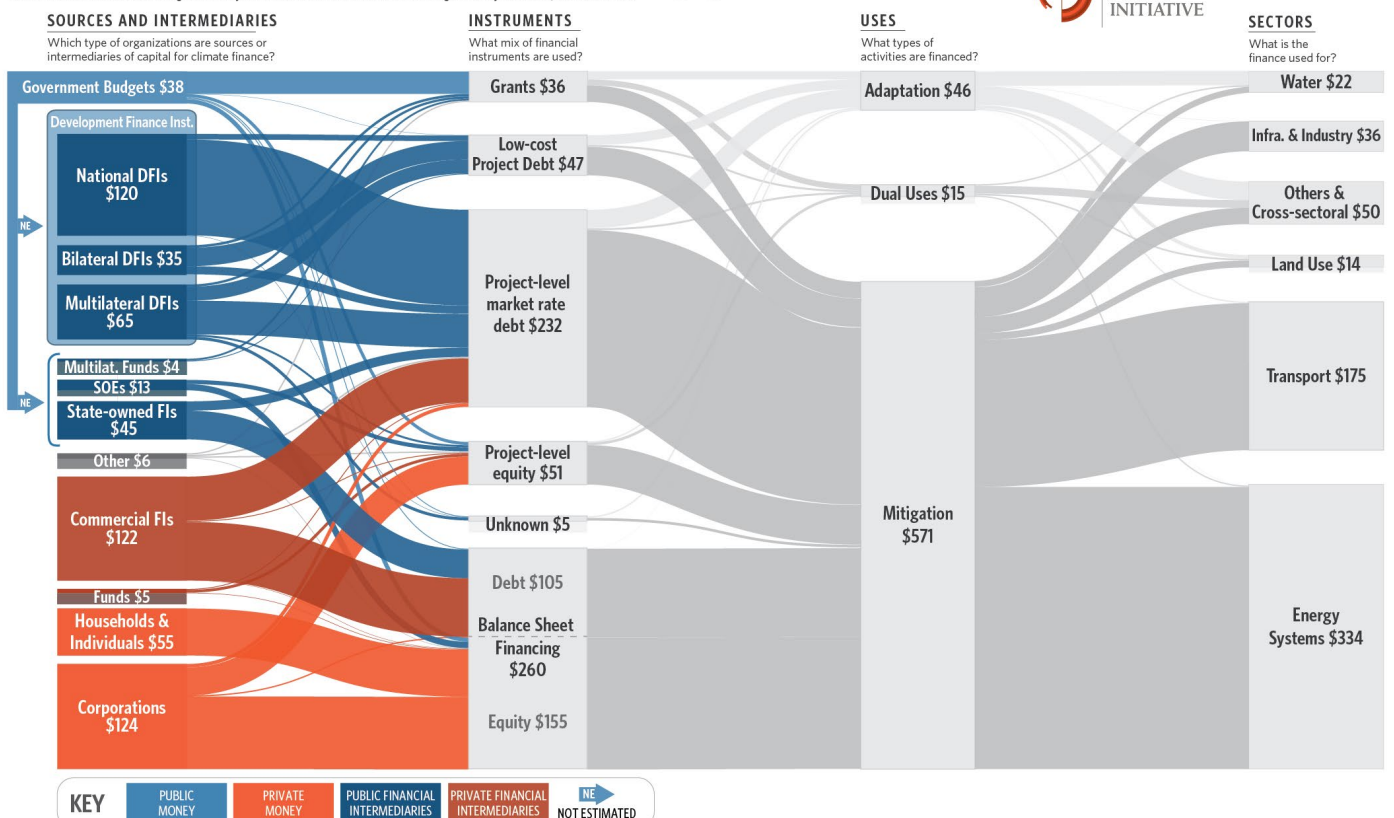 INITIATIVE
SOURCES AND INTERMEDIARIES
Which type of organizations are sources or
intermediaries of capital for climate finance?
Government Budgets $38
Development Finance Inst.
National DFIs
$120
NE
Bilateral DFIs $35
Multilateral DFIs
$65
Multilat. Funds $4
SOEs $13
NE
State-owned FIs
$45
Other $6
Commercial FIs
$122
Funds $5
Households &
Individuals $55
Corporations
$124
INSTRUMENTS
What mix of financial
instruments are used?
Grants $36
Low-cost
Project Debt $47
Project-level
market rate
debt $232
Project-level
equity $51
Unknown $5
Debt $105
Balance Sheet
Financing
$260
Equity $155
USES
What types of
activities are financed?
Adaptation $46
Dual Uses $15
Mitigation
$571
SECTORS
What is the
finance used for?
Water $22
Infra. & Industry $36
Others &
Cross-sectoral $50
Land Use $14
Transport $175
Energy
Systems $334
KEY
PUBLIC
MONEY
PRIVATE
MONEY
PUBLIC FINANCIAL
INTERMEDIARIES
PRIVATE FINANCIAL
INTERMEDIARIES
NE
NOT ESTIMATED